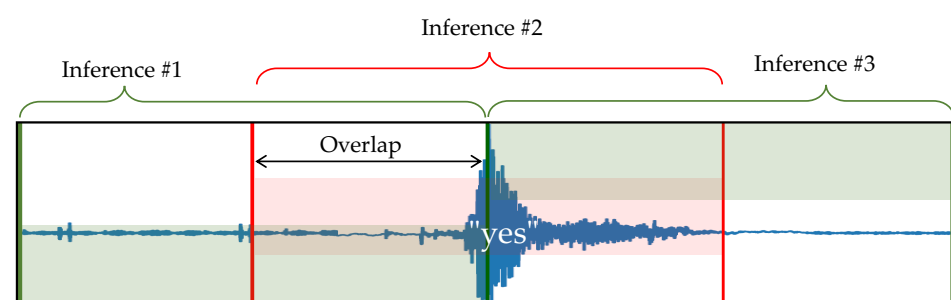 Inference #2
Inference #1
Inference #3
Overlap
yes